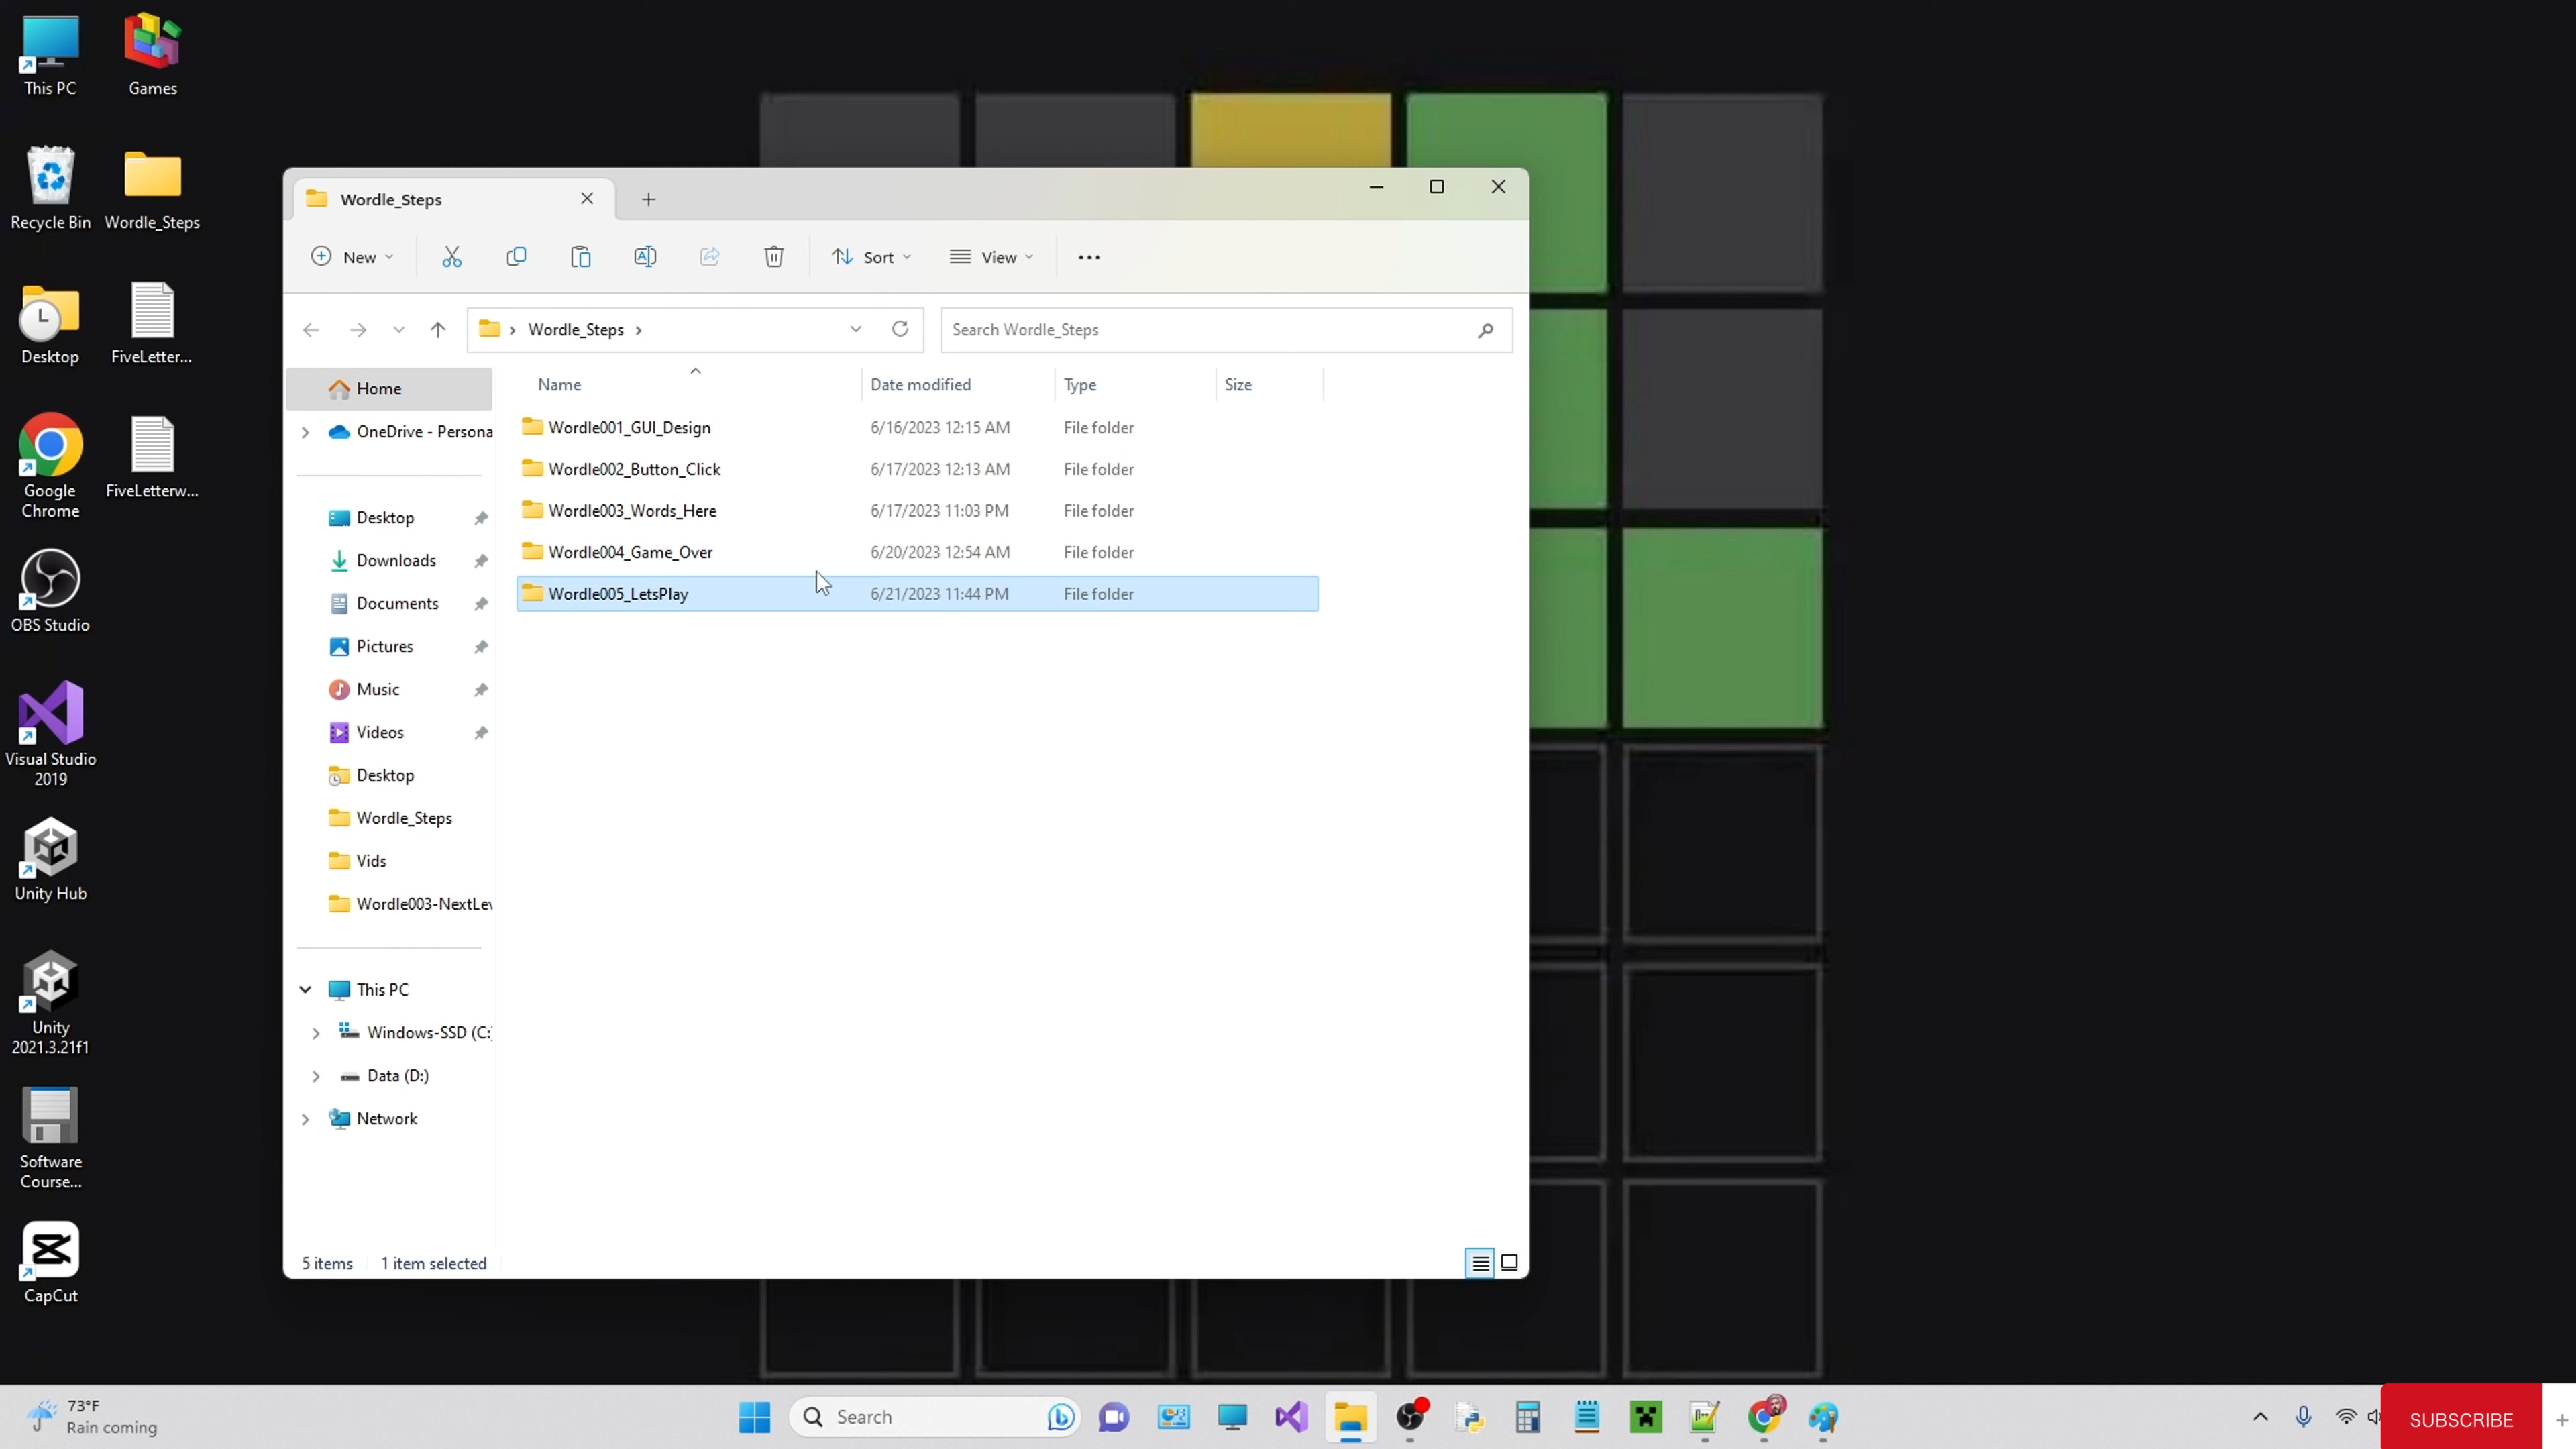 This PC
Games
Recycle Bin
Wordle_Steps
Desktop
FiveLetter...
Google
Chrome
FiveLetterw...
OBS Studio
Visual Studio
2019
Unity Hub
Unity
2021.3.21f1
Software
Course...
CapCut
Wordle_Steps
New
Sort
View
Wordle_Steps
Search Wordle_Steps
Name Date modified Type Size
Wordle001_GUI_Design 6/16/2023 12:15 AM File folder
Wordle002_Button_Click 6/17/2023 12:13 AM File folder
Wordle003_Words_Here 6/17/2023 11:03 PM File folder
Wordle004_Game_Over 6/20/2023 12:54 AM File folder
Wordle005_LetsPlay 6/21/2023 11:44 PM File folder
Home
OneDrive - Persona
Desktop
Downloads
Documents
Pictures
Music
Videos
Desktop
Wordle_Steps
Vids
Wordle003-NextLev
This PC
Windows-SSD (C:)
Data (D:)
Network
5 items 1 item selected
73°F
Rain coming
Search
SUBSCRIBE